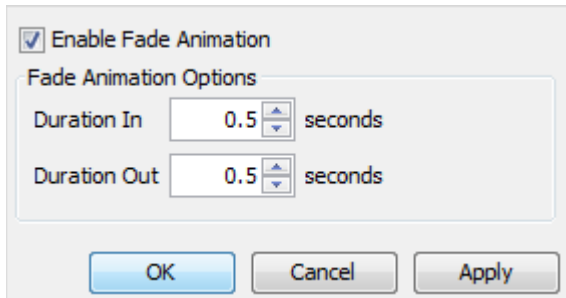 Enable Fade Animation
Fade Animation Options
Duration In 0.5 seconds
Duration Out 0.5 seconds
OK Cancel Apply